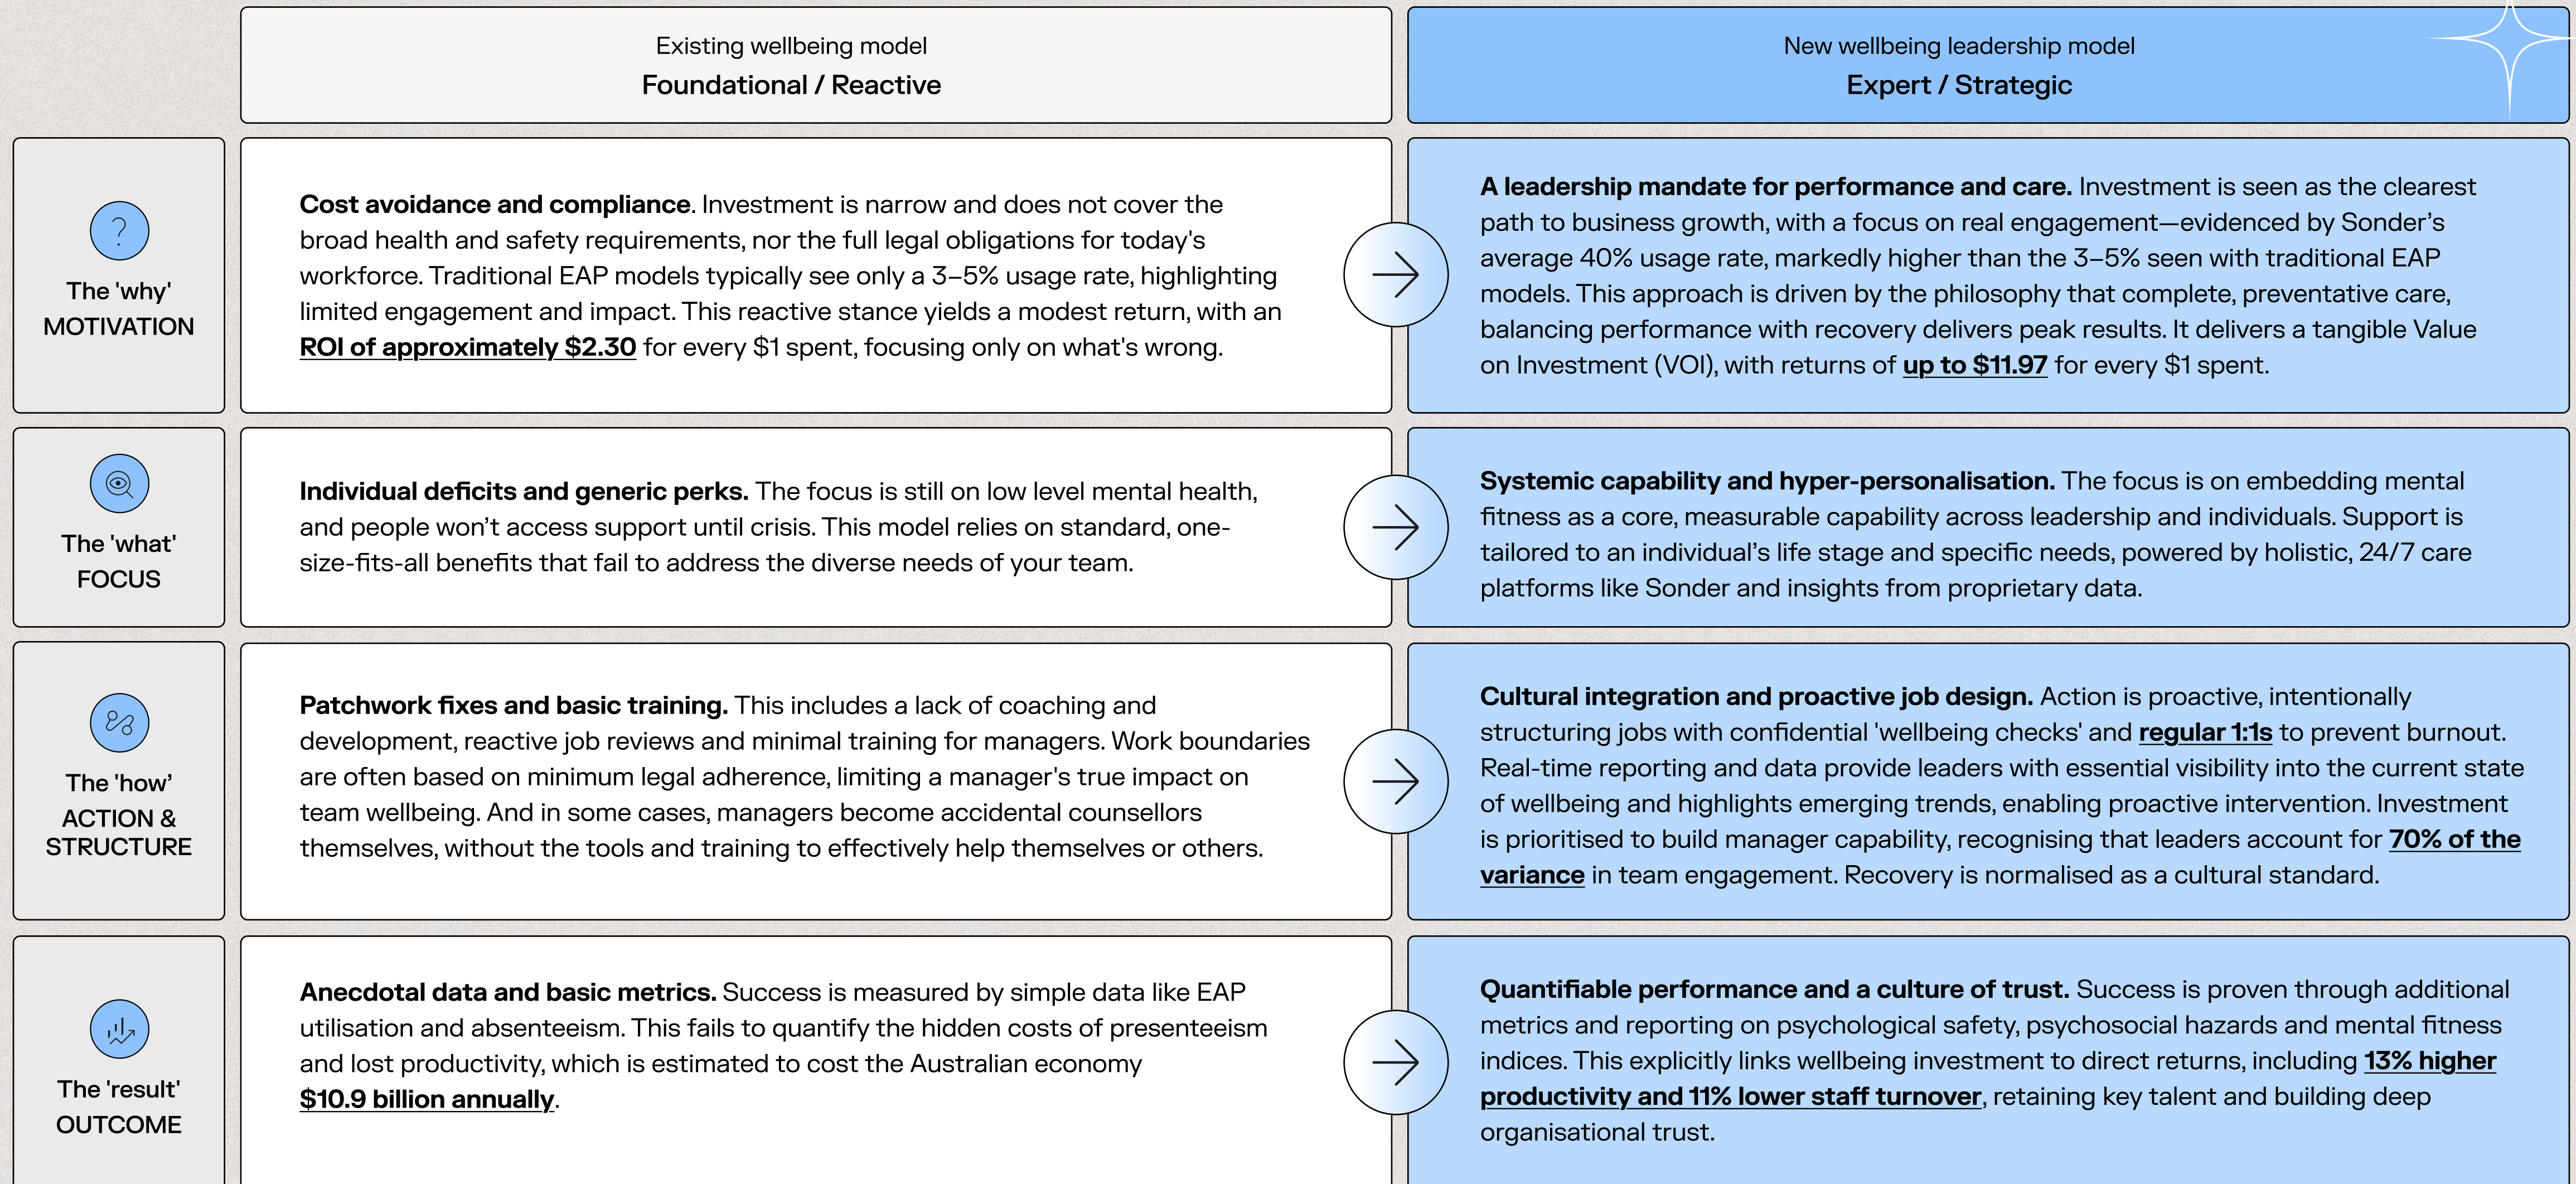 Existing wellbeing model
Foundational / Reactive
New wellbeing leadership model
Expert / Strategic
The 'why'
MOTIVATION
Cost avoidance and compliance. Investment is narrow and does not cover the
broad health and safety requirements, nor the full legal obligations for today's
workforce. Traditional EAP models typically see only a 3–5% usage rate, highlighting
limited engagement and impact. This reactive stance yields a modest return, with an
ROI of approximately $2.30 for every $1 spent, focusing only on what's wrong.
A leadership mandate for performance and care. Investment is seen as the clearest
path to business growth, with a focus on real engagement—evidenced by Sonder’s
average 40% usage rate, markedly higher than the 3–5% seen with traditional EAP
models. This approach is driven by the philosophy that complete, preventative care,
balancing performance with recovery delivers peak results. It delivers a tangible Value
on Investment (VOI), with returns of up to $11.97 for every $1 spent.
The 'what'
FOCUS
Individual deficits and generic perks. The focus is still on low level mental health,
and people won’t access support until crisis. This model relies on standard, one-
size-fits-all benefits that fail to address the diverse needs of your team.
Systemic capability and hyper-personalisation. The focus is on embedding mental
fitness as a core, measurable capability across leadership and individuals. Support is
tailored to an individual’s life stage and specific needs, powered by holistic, 24/7 care
platforms like Sonder and insights from proprietary data.
The 'how’
ACTION &
STRUCTURE
Patchwork fixes and basic training. This includes a lack of coaching and
development, reactive job reviews and minimal training for managers. Work boundaries
are often based on minimum legal adherence, limiting a manager's true impact on
team wellbeing. And in some cases, managers become accidental counsellors
themselves, without the tools and training to effectively help themselves or others.
Cultural integration and proactive job design. Action is proactive, intentionally
structuring jobs with confidential 'wellbeing checks' and regular 1:1s to prevent burnout.
Real-time reporting and data provide leaders with essential visibility into the current state
of wellbeing and highlights emerging trends, enabling proactive intervention. Investment
is prioritised to build manager capability, recognising that leaders account for 70% of the
variance in team engagement. Recovery is normalised as a cultural standard.
The 'result'
OUTCOME
Anecdotal data and basic metrics. Success is measured by simple data like EAP
utilisation and absenteeism. This fails to quantify the hidden costs of presenteeism
and lost productivity, which is estimated to cost the Australian economy
$10.9 billion annually.
Quantifiable performance and a culture of trust. Success is proven through additional
metrics and reporting on psychological safety, psychosocial hazards and mental fitness
indices. This explicitly links wellbeing investment to direct returns, including 13% higher
productivity and 11% lower staff turnover, retaining key talent and building deep
organisational trust.